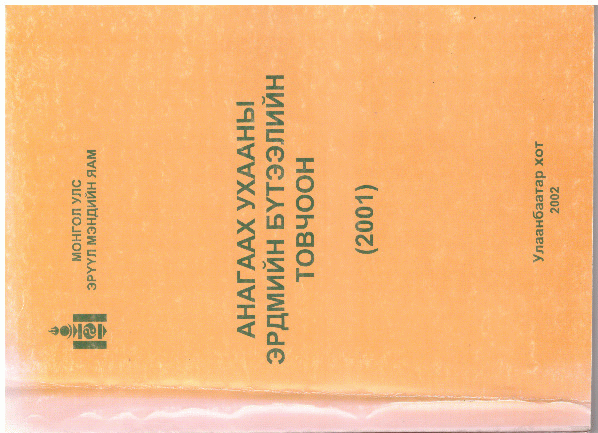 МОНГОЛ УЛС
ЭРҮҮЛ МЭНДИЙН ЯАМ
АНАГААХ УХААНЫ
ЭРДМИЙН БҮТЭЭЛИЙН
ТОВЧООН
(2001)
Улаанбаатар хот
2002